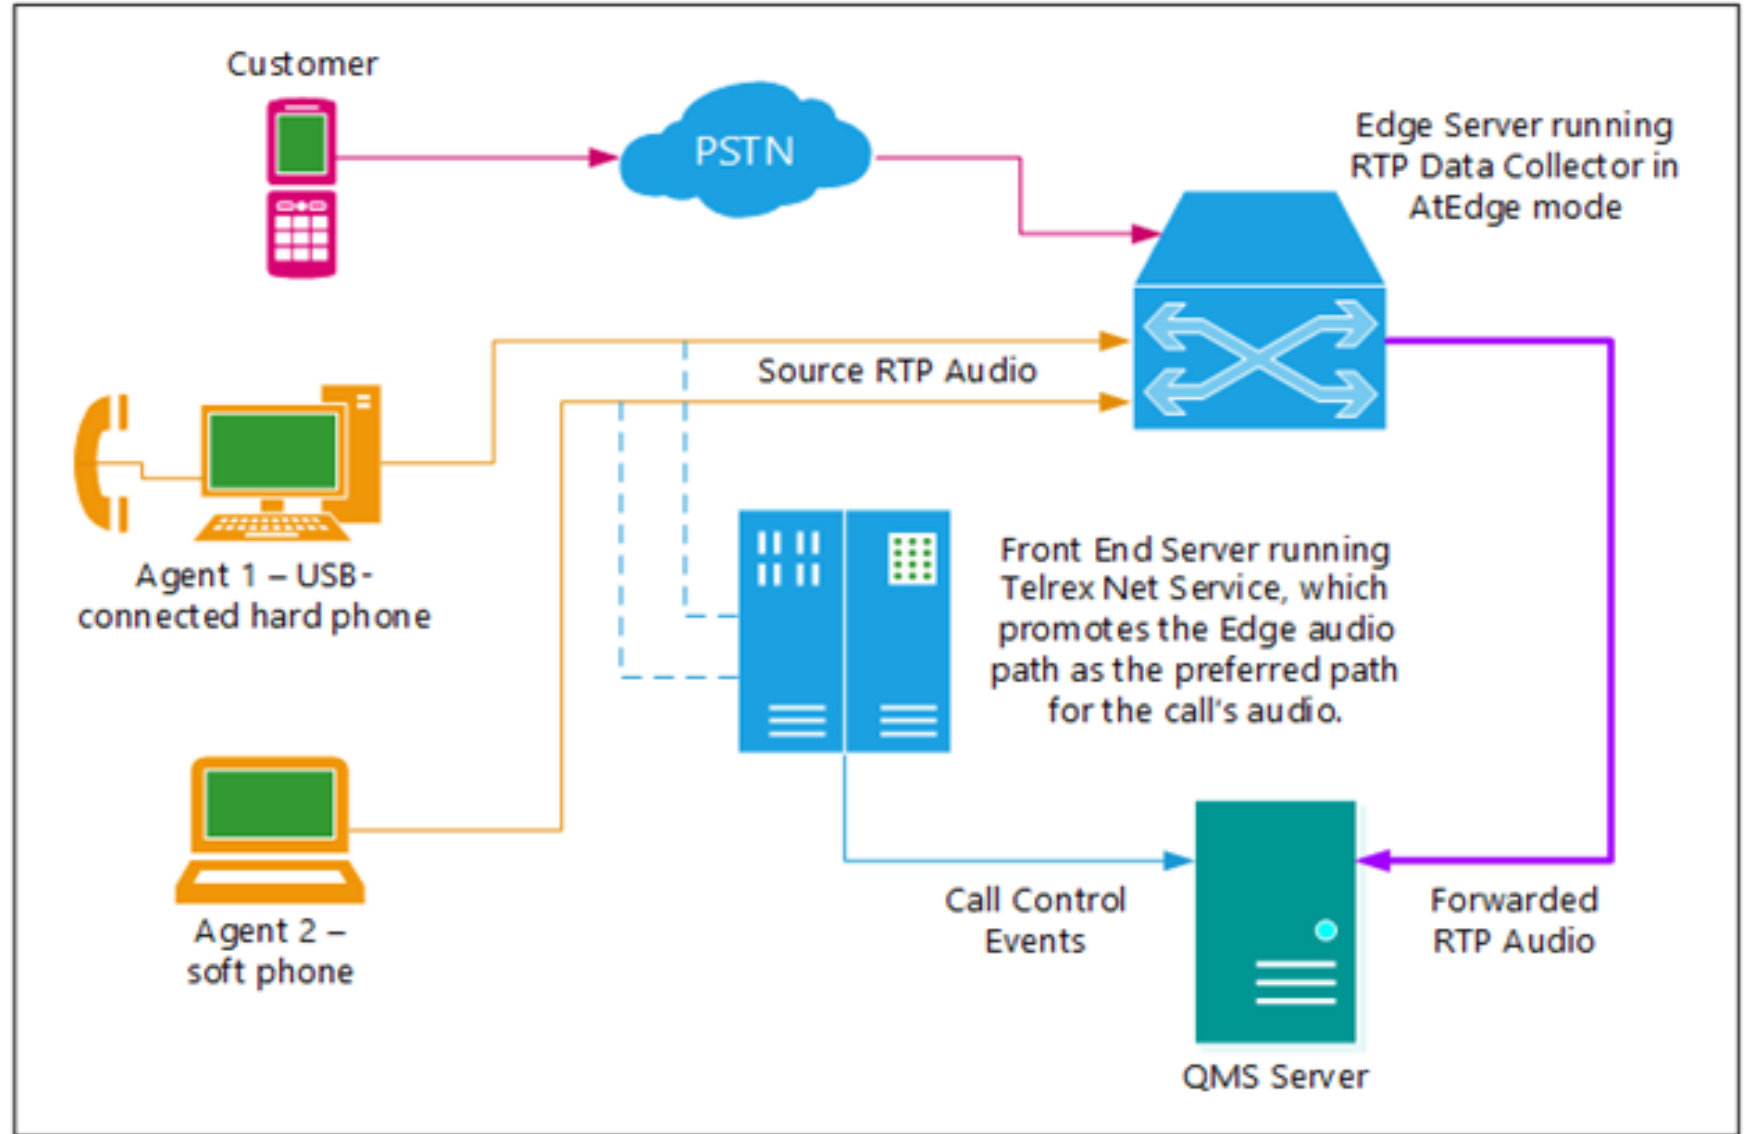 Customer
PSTN
Edge Server running
RTP Data Collector in
AtEdge mode
Source RTP Audio
Agent 1 – USB-
connected hard phone
Front End Server running
Telrex Net Service, which
promotes the Edge audio
path as the preferred path
for the call's audio.
Agent 2 –
soft phone
Call Control
Events
Forwarded
RTP Audio
QMS Server